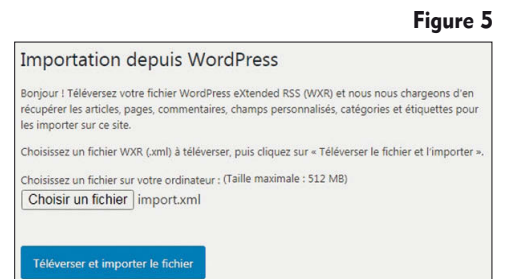 Figure 5
Importation depuis WordPress
Bonjour ! Téléversez votre fichier WordPress eXtended RSS (WXR) et nous nous chargeons d'en
récupérer les articles, pages, commentaires, champs personnalisés, catégories et étiquettes pour
les importer sur ce site.
Choisissez un fichier WXR (.xml) à téléverser, puis cliquez sur « Téléverser le fichier et l'importer ».
Choisissez un fichier sur votre ordinateur : (Taille maximale : 512 MB)
Choisir un fichier import.xml
Téléverser et importer le fichier